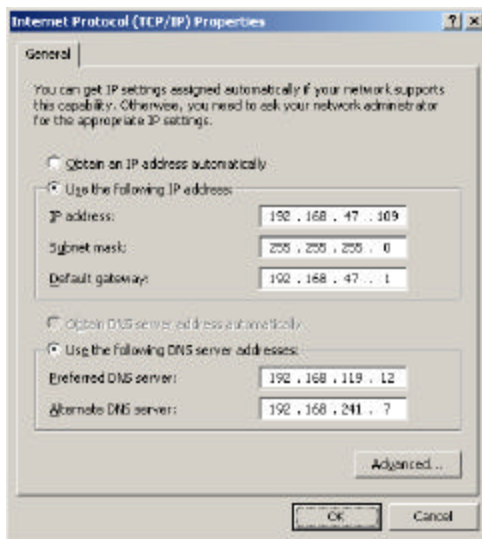 Internet Protocol (TCP/IP) Properties
General
You can get IP settings assigned automatically if your network supports
this capability. Otherwise, you need to ask your network administrator
for the appropriate IP settings.
Obtain an IP address automatically
Use the following IP address:
IP address: 192 . 168 . 47 . 109
Subnet mask: 255 . 255 . 255 . 0
Default gateway: 192 . 168 . 47 . 1
Obtain DNS server address automatically
Use the following DNS server addresses:
Preferred DNS server: 192 . 168 . 119 . 12
Alternate DNS server: 192 . 168 . 241 . 7
Advanced...
OK Cancel